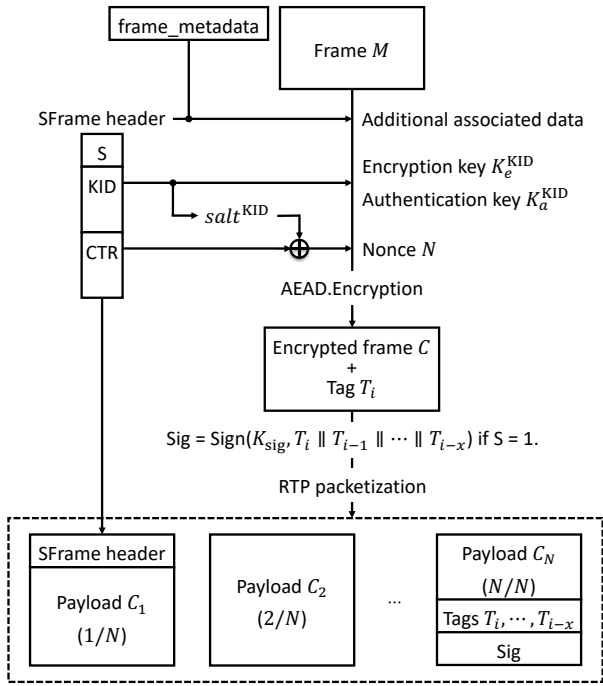 frame_metadata
Frame M
SFrame header
Additional associated data
S
KID
CTR
Encryption key K_e^KID
Authentication key K_a^KID
salt^KID
Nonce N
AEAD.Encryption
Encrypted frame C
+
Tag T_i
Sig = Sign(K_sig, T_i ∥ T_{i−1} ∥ ⋯ ∥ T_{i−x}) if S = 1.
RTP packetization
SFrame header
Payload C_1
(1/N)
Payload C_2
(2/N)
...
Payload C_N
(N/N)
Tags T_i, ⋯ , T_{i−x}
Sig